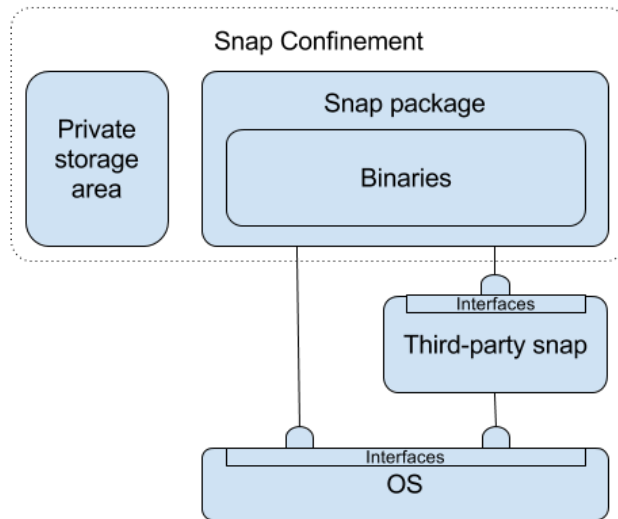 Snap Confinement
Private
storage
area
Snap package
Binaries
Interfaces
Third-party snap
Interfaces
OS